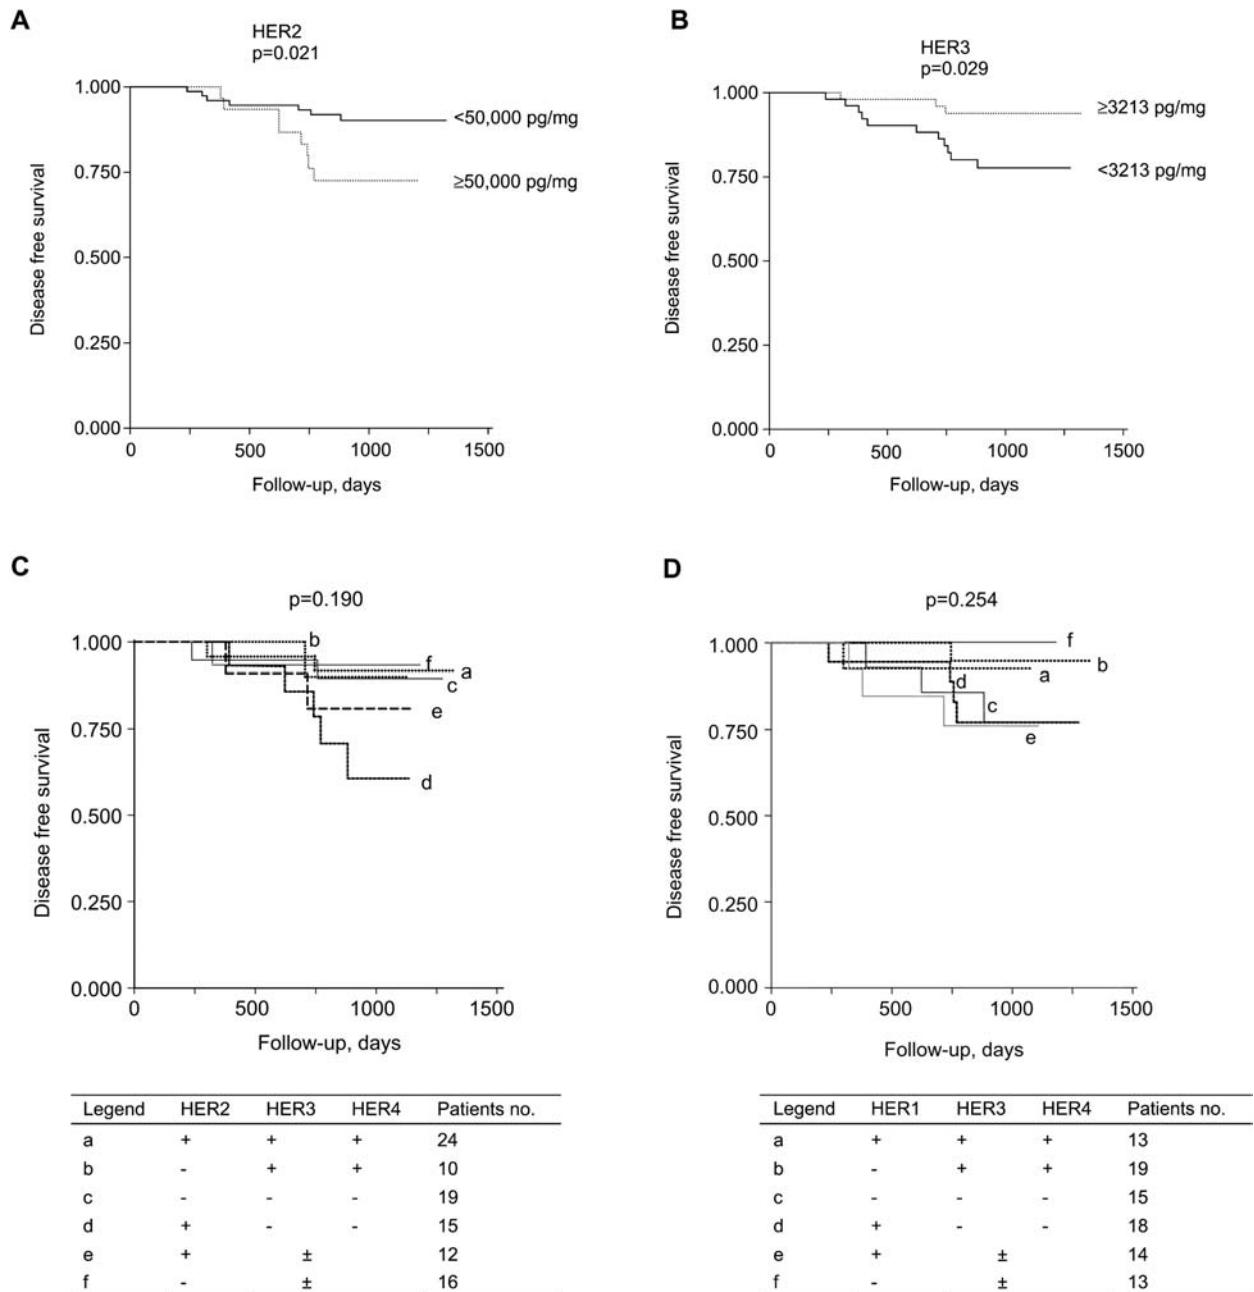 A
HER2
p=0.021
1.000
0.750
0.500
0.250
0.000
Disease free survival
<50,000 pg/mg
≥50,000 pg/mg
0 500 1000 1500
Follow-up, days
B
HER3
p=0.029
1.000
0.750
0.500
0.250
0.000
Disease free survival
≥3213 pg/mg
<3213 pg/mg
0 500 1000 1500
Follow-up, days
C
p=0.190
1.000
0.750
0.500
0.250
0.000
Disease free survival
b
f
a
c
e
d
0 500 1000 1500
Follow-up, days
Legend HER2 HER3 HER4 Patients no.
a + + + 24
b - + + 10
c - - - 19
d + - - 15
e + ± 12
f - ± 16
D
p=0.254
1.000
0.750
0.500
0.250
0.000
Disease free survival
f
b
a
d
c
e
0 500 1000 1500
Follow-up, days
Legend HER1 HER3 HER4 Patients no.
a + + + 13
b - + + 19
c - - - 15
d + - - 18
e + ± 14
f - ± 13